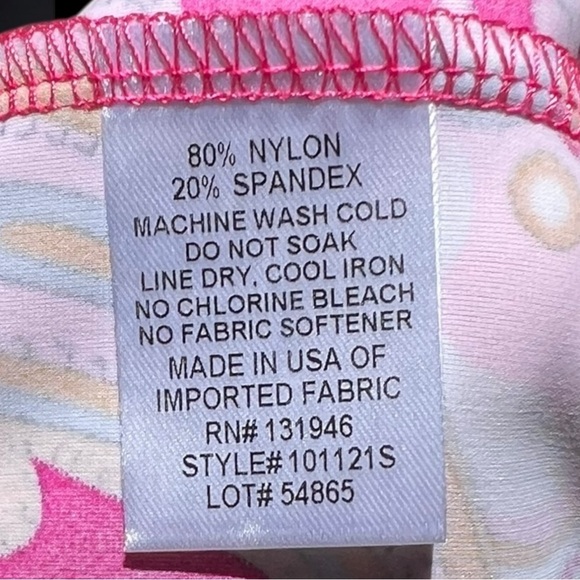 80% NYLON
20% SPANDEX
MACHINE WASH COLD
DO NOT SOAK
LINE DRY, COOL IRON
NO CHLORINE BLEACH
NO FABRIC SOFTENER
MADE IN USA OF
IMPORTED FABRIC
RN# 131946
STYLE# 101121S
LOT# 54865